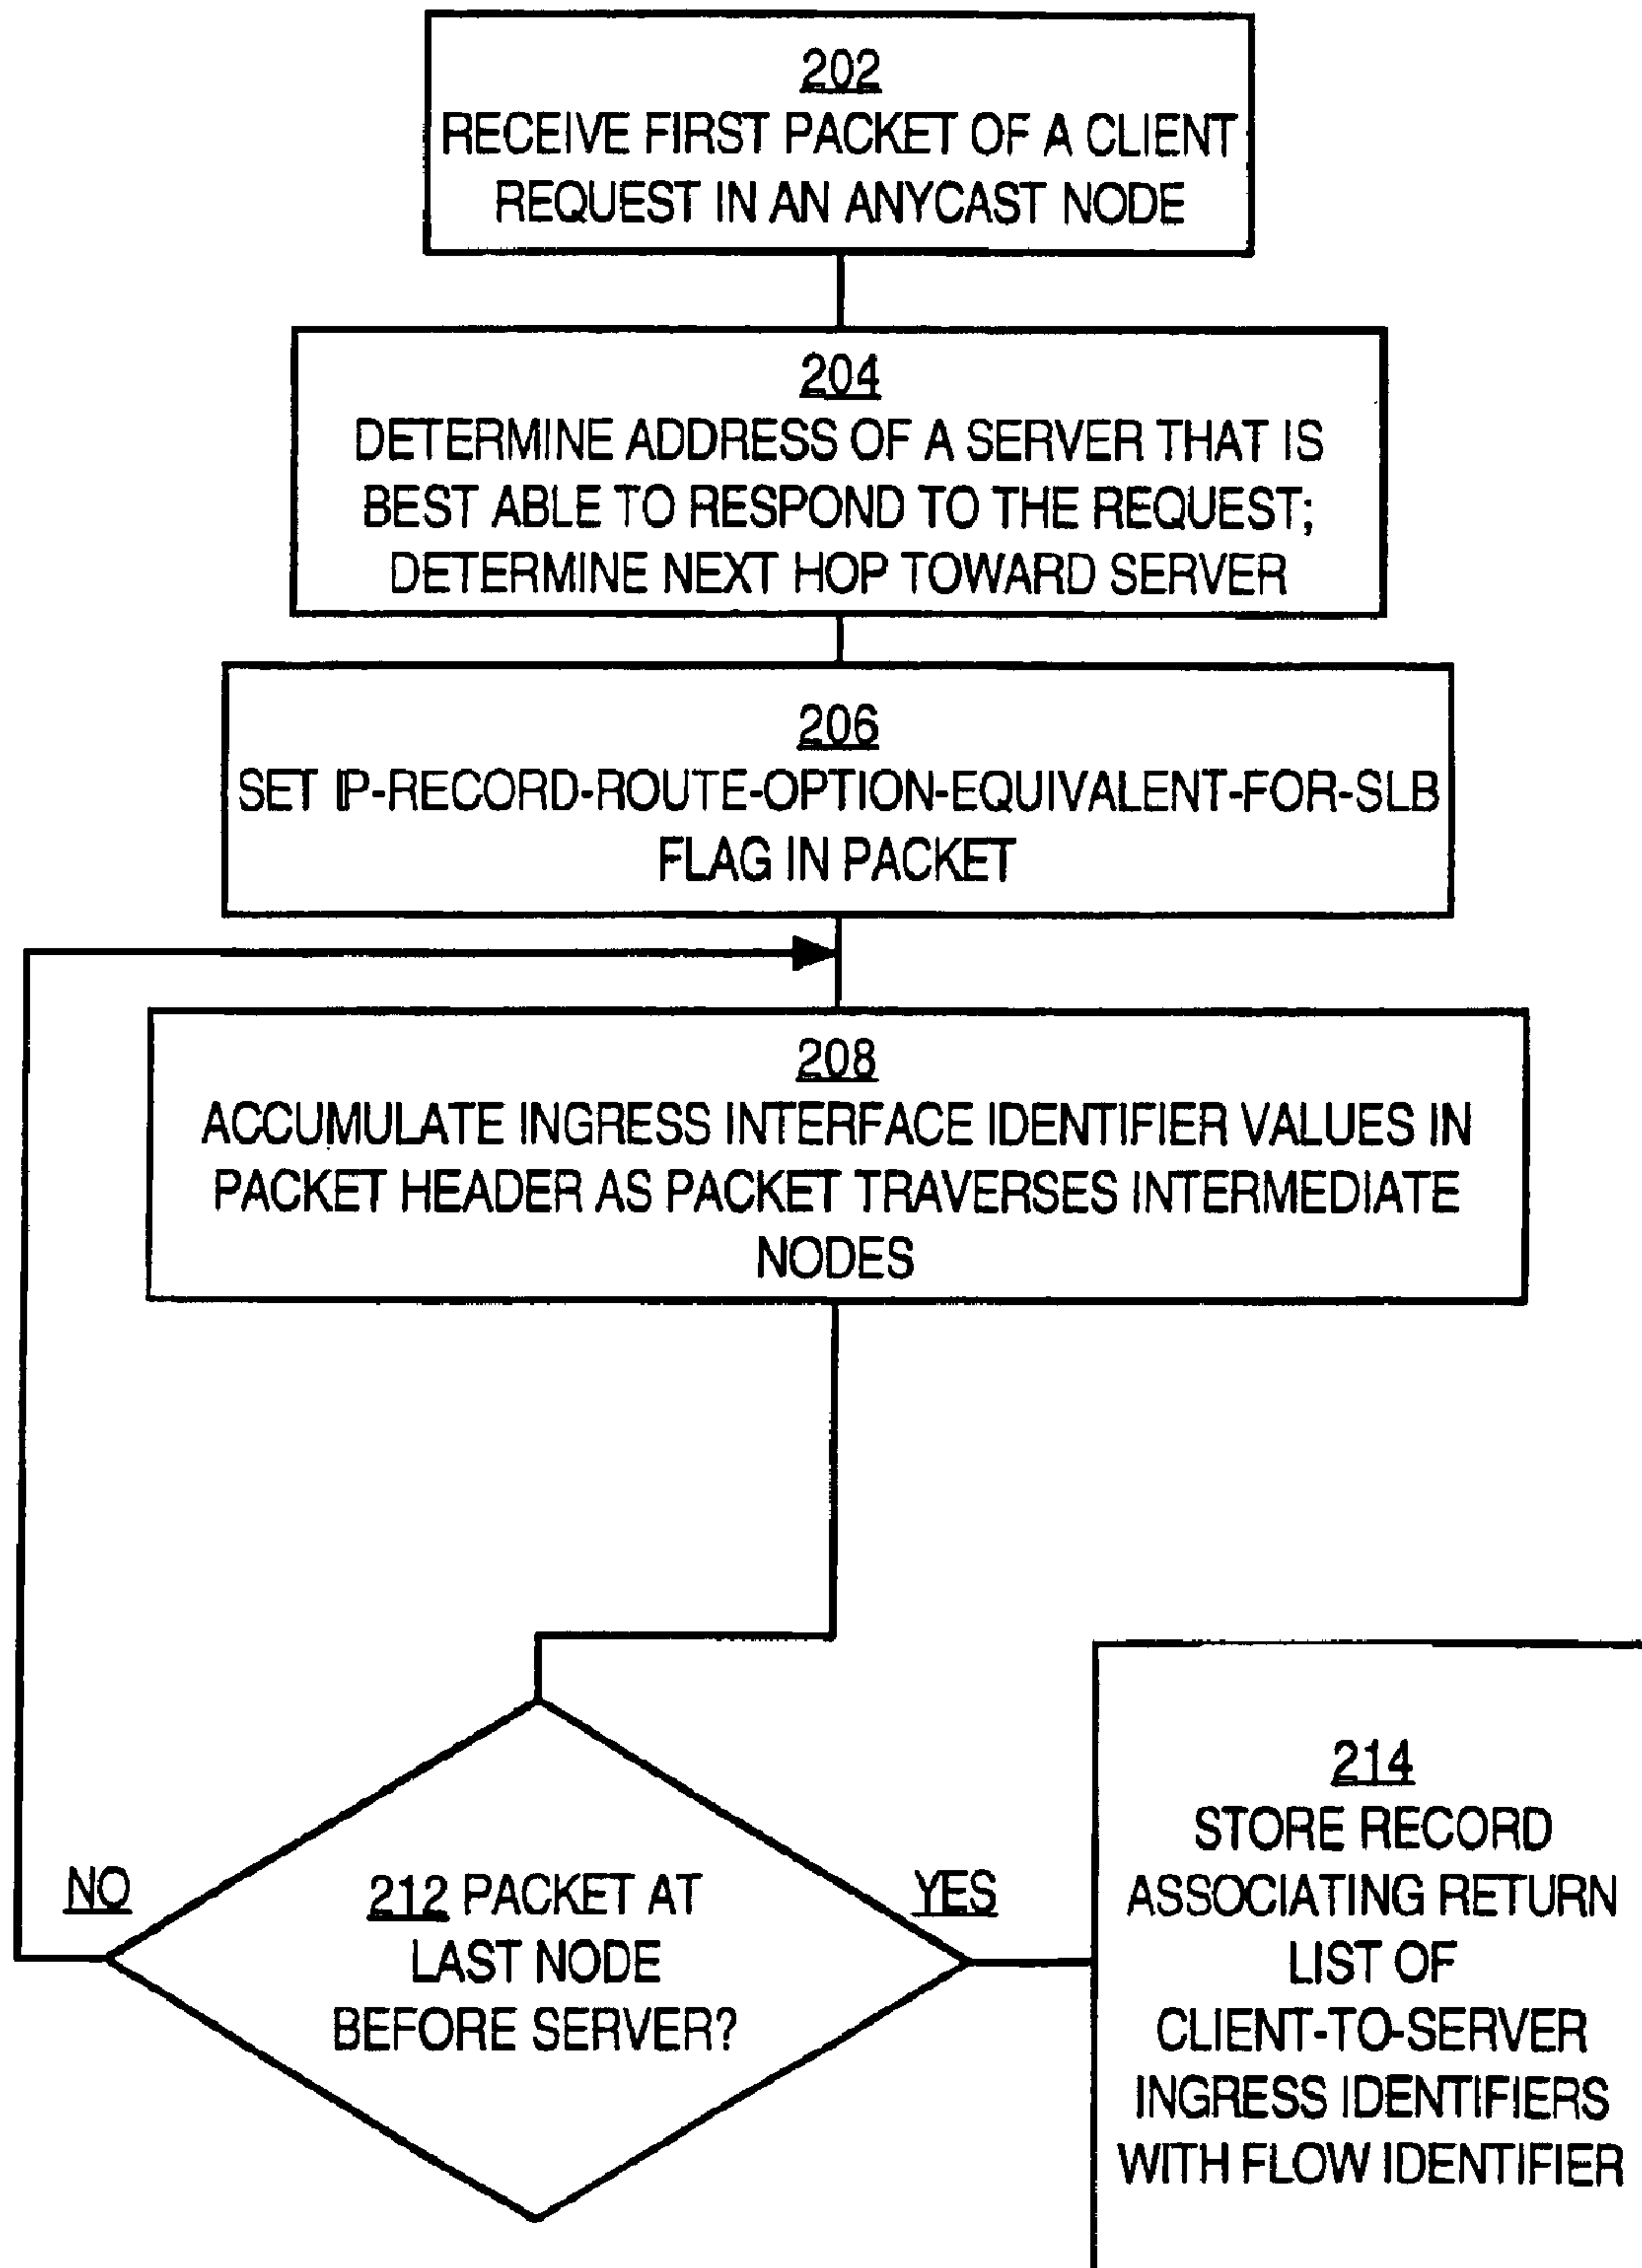 202
RECEIVE FIRST PACKET OF A CLIENT
REQUEST IN AN ANYCAST NODE
204
DETERMINE ADDRESS OF A SERVER THAT IS
BEST ABLE TO RESPOND TO THE REQUEST;
DETERMINE NEXT HOP TOWARD SERVER
206
SET IP-RECORD-ROUTE-OPTION-EQUIVALENT-FOR-SLB
FLAG IN PACKET
208
ACCUMULATE INGRESS INTERFACE IDENTIFIER VALUES IN
PACKET HEADER AS PACKET TRAVERSES INTERMEDIATE
NODES
NO
212 PACKET AT
LAST NODE
BEFORE SERVER?
YES
214
STORE RECORD
ASSOCIATING RETURN
LIST OF
CLIENT-TO-SERVER
INGRESS IDENTIFIERS
WITH FLOW IDENTIFIER